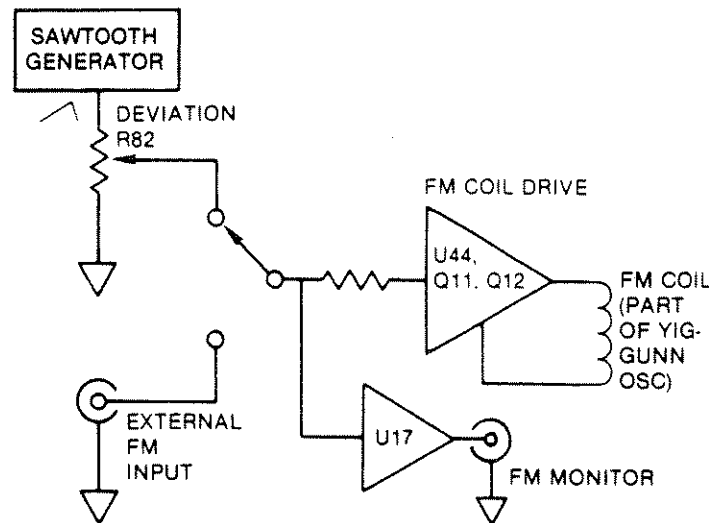 SAWTOOTH
GENERATOR
DEVIATION
R82
FM COIL DRIVE
U44,
Q11, Q12
FM COIL
(PART
OF YIG-
GUNN
OSC)
EXTERNAL
FM
INPUT
U17
FM MONITOR